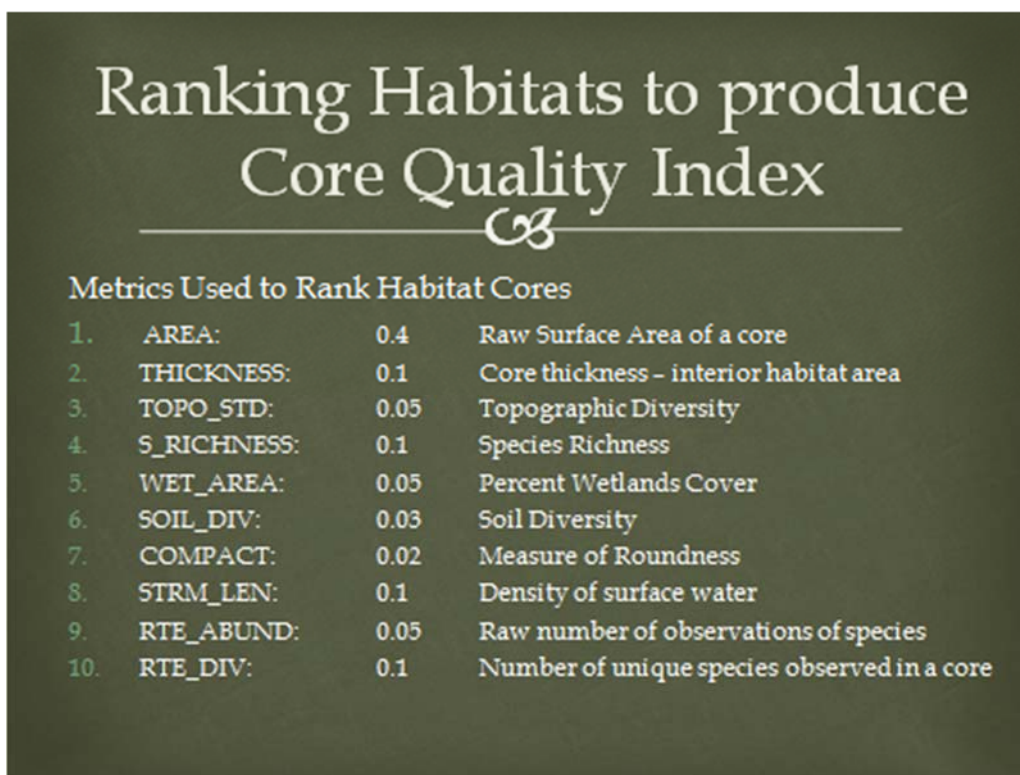 Ranking Habitats to produce
Core Quality Index
Metrics Used to Rank Habitat Cores
1. AREA: 0.4 Raw Surface Area of a core
2. THICKNESS: 0.1 Core thickness – interior habitat area
3. TOPO_STD: 0.05 Topographic Diversity
4. S_RICHNESS: 0.1 Species Richness
5. WET_AREA: 0.05 Percent Wetlands Cover
6. SOIL_DIV: 0.03 Soil Diversity
7. COMPACT: 0.02 Measure of Roundness
8. STRM_LEN: 0.1 Density of surface water
9. RTE_ABUND: 0.05 Raw number of observations of species
10. RTE_DIV: 0.1 Number of unique species observed in a core